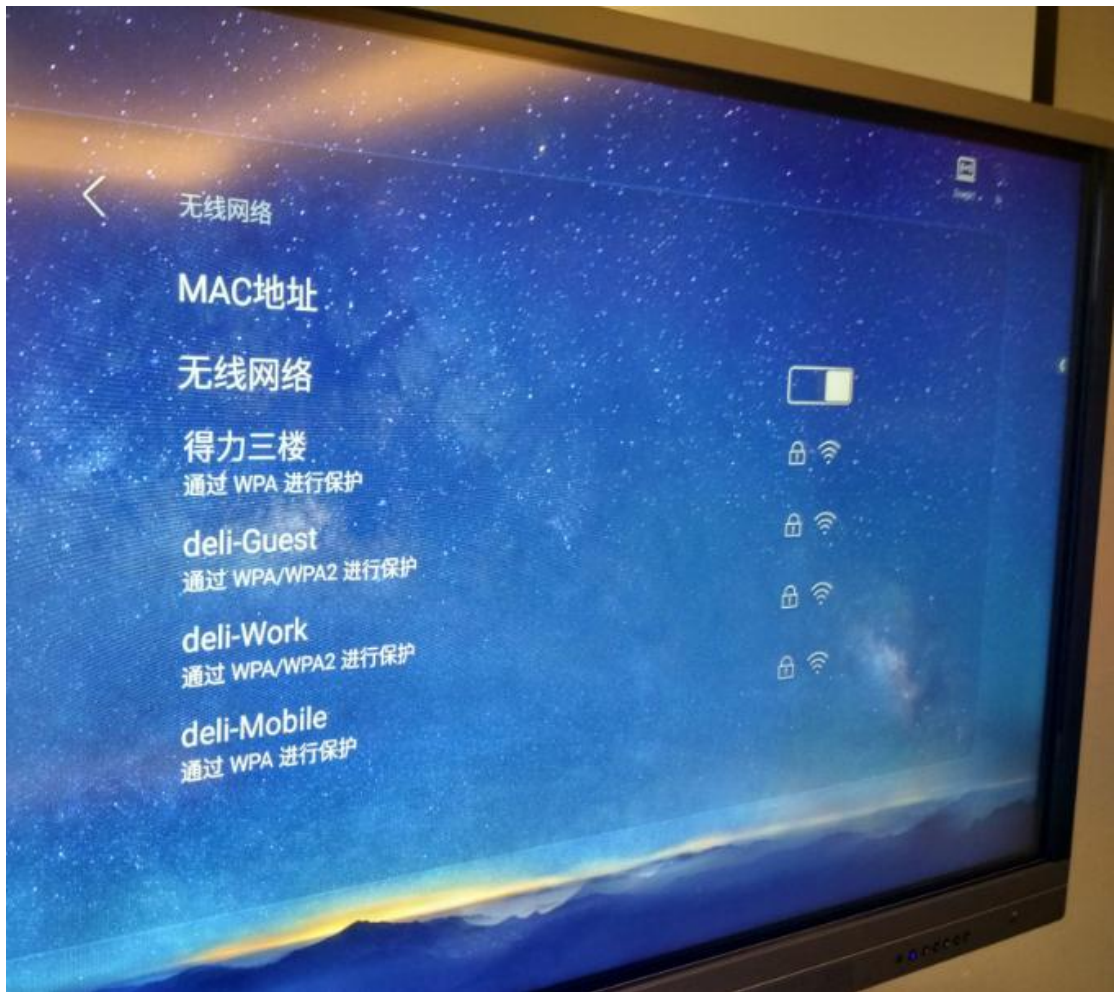 无线网络
MAC地址
无线网络
得力三楼
通过 WPA 进行保护
deli-Guest
通过 WPA/WPA2 进行保护
deli-Work
通过 WPA/WPA2 进行保护
deli-Mobile
通过 WPA 进行保护